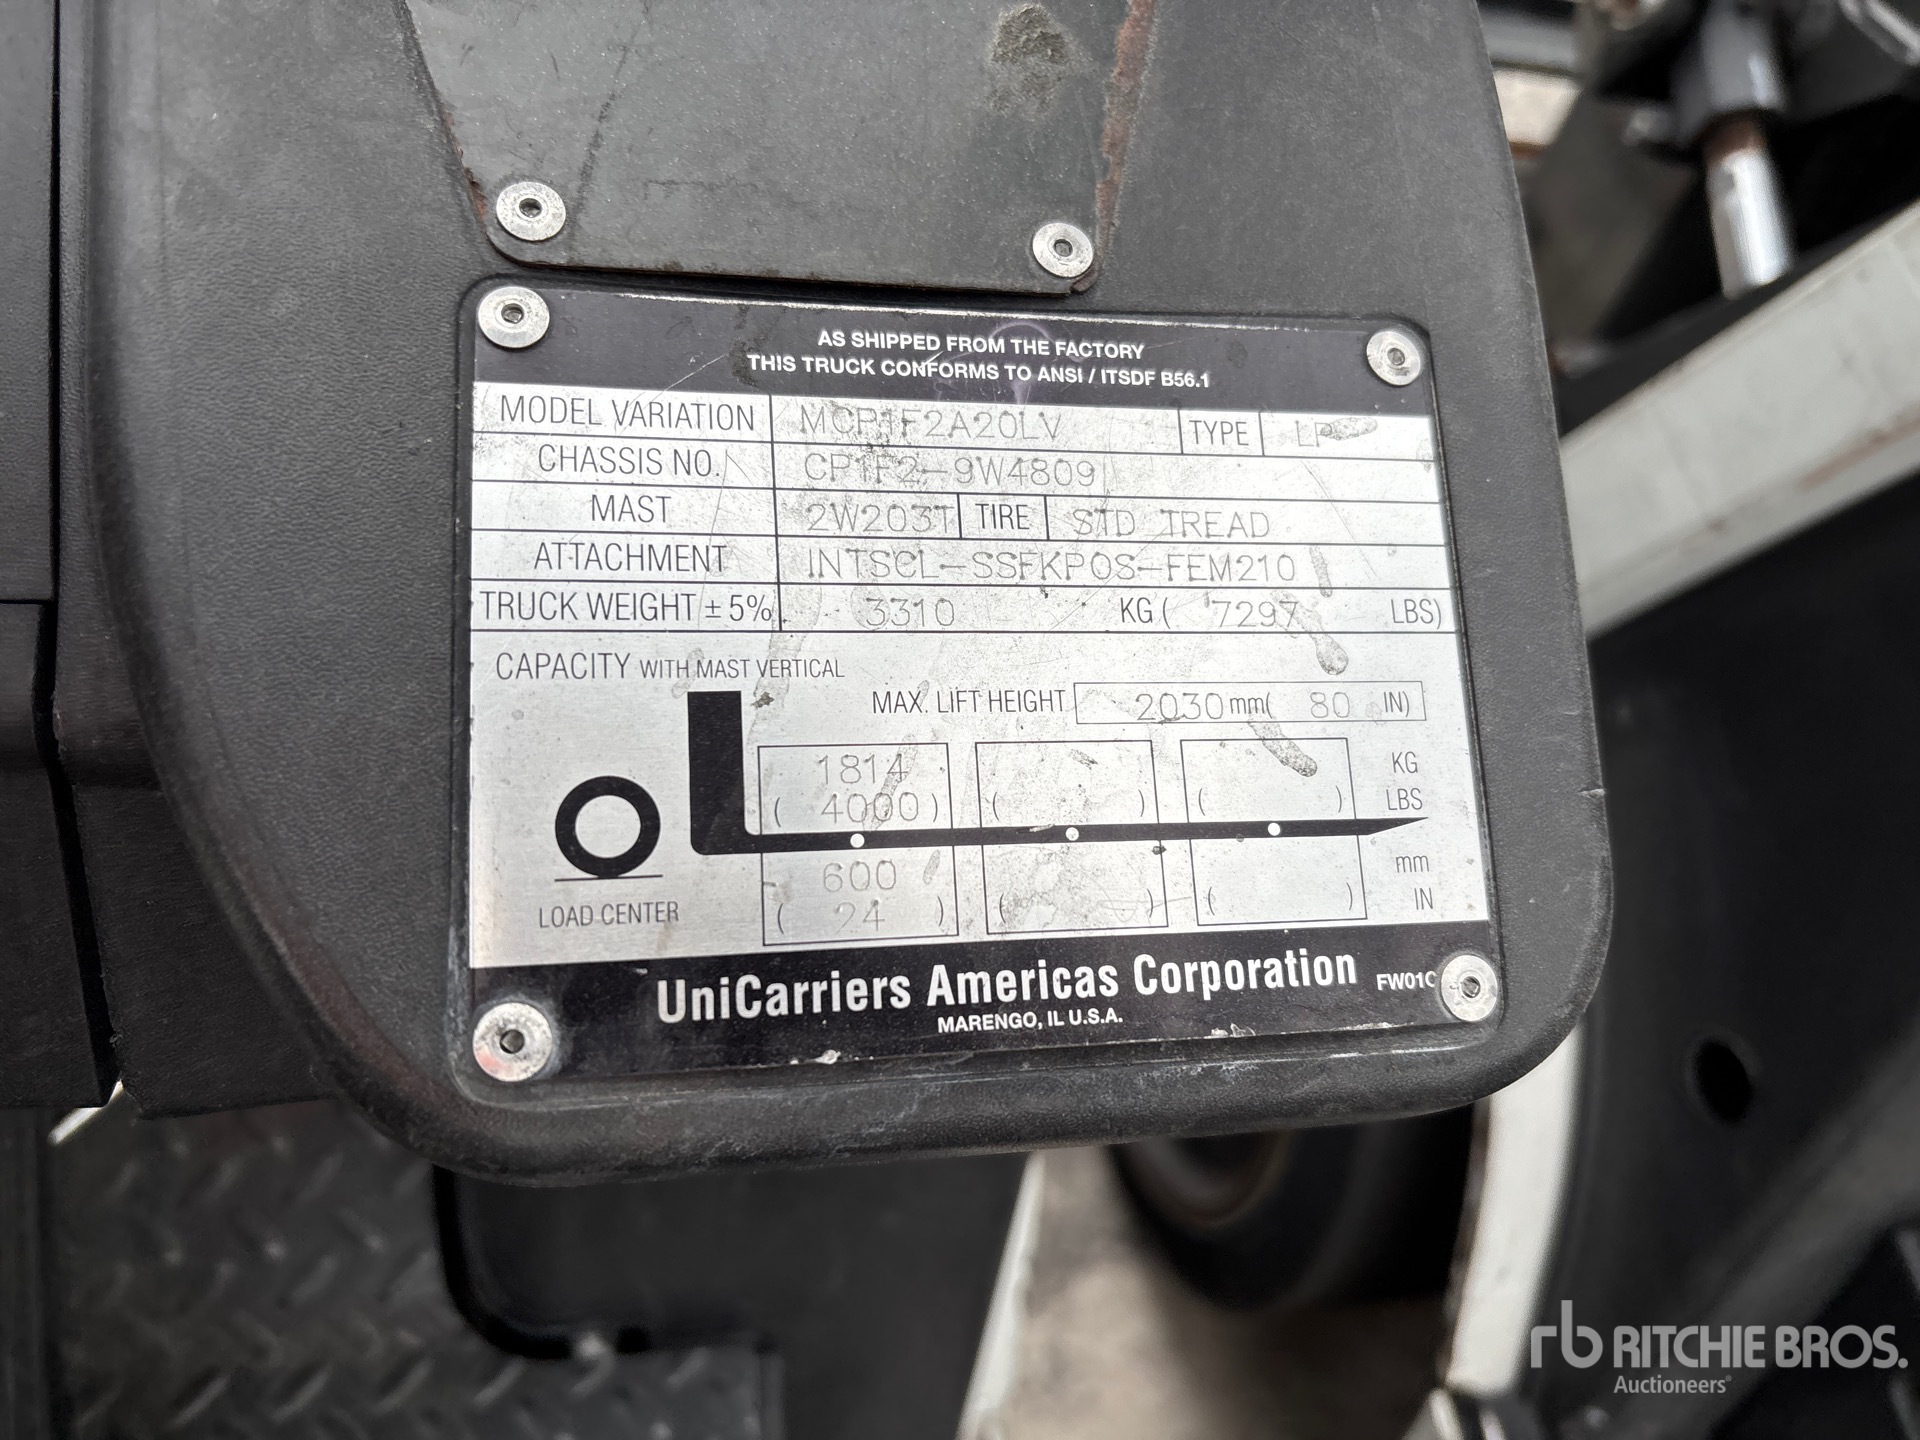 AS SHIPPED FROM THE FACTORY
THIS TRUCK CONFORMS TO ANSI / ITSDF B56.1
MODEL VARIATION MCP1F2A20LV TYPE LP
CHASSIS NO. CP1F2-9W4809
MAST 2W203T TIRE STD TREAD
ATTACHMENT INTSCL-SSFKPOS-FEM210
TRUCK WEIGHT ± 5% 3310 KG ( 7297 LBS)
CAPACITY WITH MAST VERTICAL
MAX. LIFT HEIGHT 2030 mm( 80 IN)
1814 KG
( 4000 ) ( ) ( ) LBS
600 mm
LOAD CENTER ( 24 ) ( ) ( ) IN
UniCarriers Americas Corporation FW01C
MARENGO, IL U.S.A.
rb RITCHIE BROS.
Auctioneers